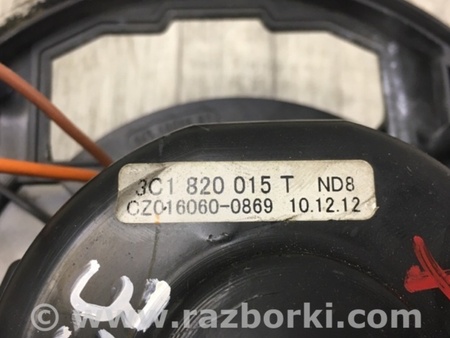 3C1 820 015 T ND8
CZ016060-0869 10.12.12
© - www.razborki.com